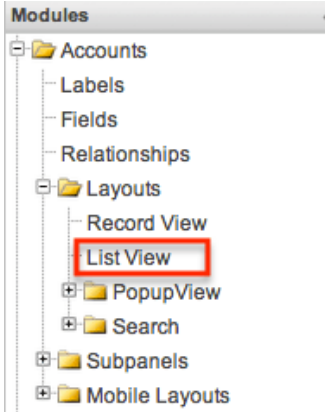 Modules
Accounts
Labels
Fields
Relationships
Layouts
Record View
List View
PopupView
Search
Subpanels
Mobile Layouts